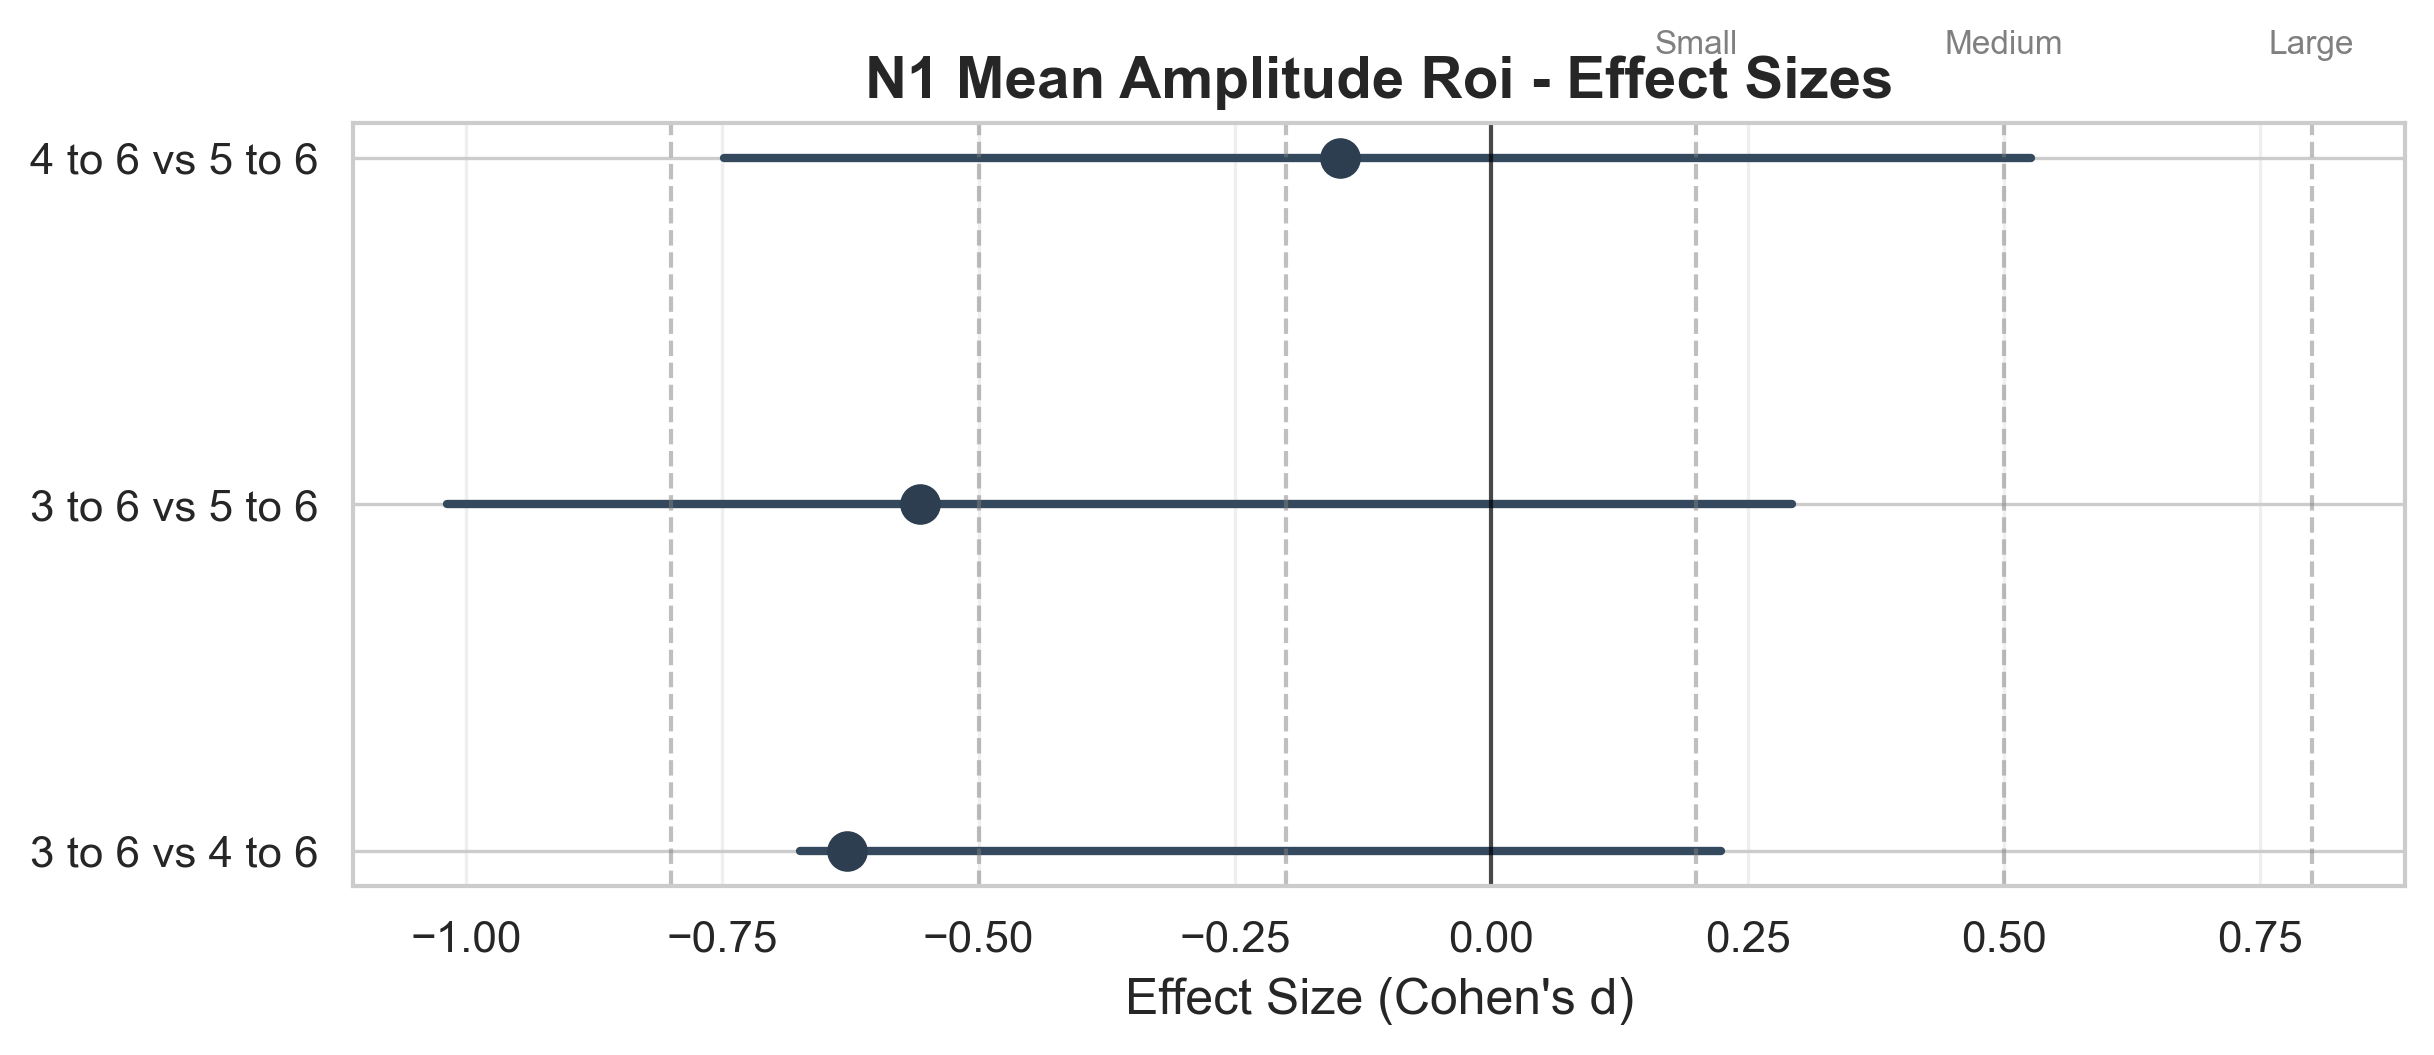 Small Medium Large
N1 Mean Amplitude Roi - Effect Sizes
4 to 6 vs 5 to 6
3 to 6 vs 5 to 6
3 to 6 vs 4 to 6
−1.00 −0.75 −0.50 −0.25 0.00 0.25 0.50 0.75
Effect Size (Cohen's d)